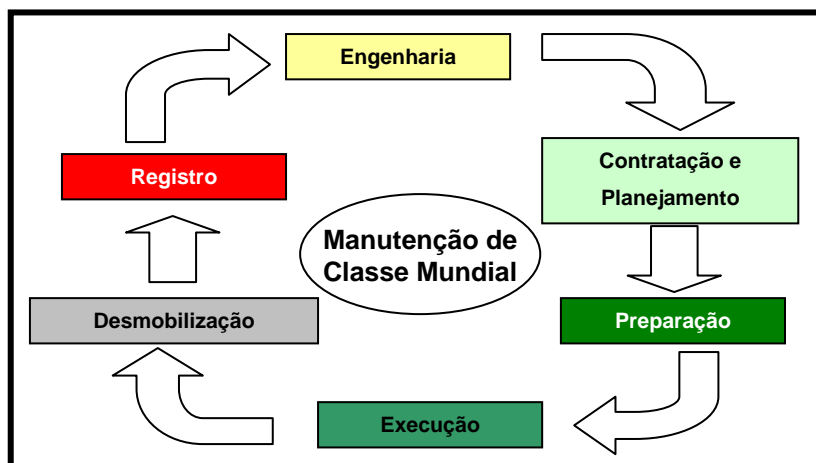 Engenharia
Contratação e
Planejamento
Registro
Manutenção de
Classe Mundial
Desmobilização
Preparação
Execução